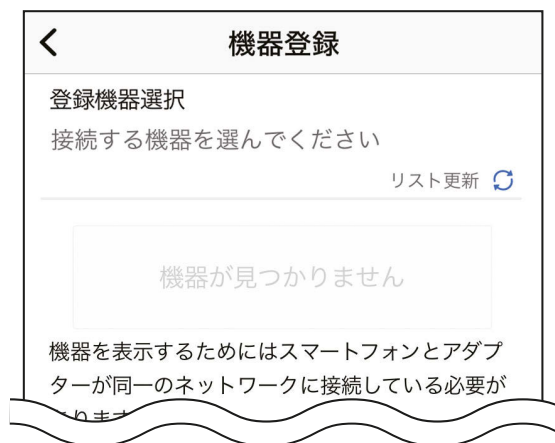 機器登録
登録機器選択
接続する機器を選んでください
リスト更新
機器が見つかりません
機器を表示するためにはスマートフォンとアダプ
ターが同一のネットワークに接続している必要が